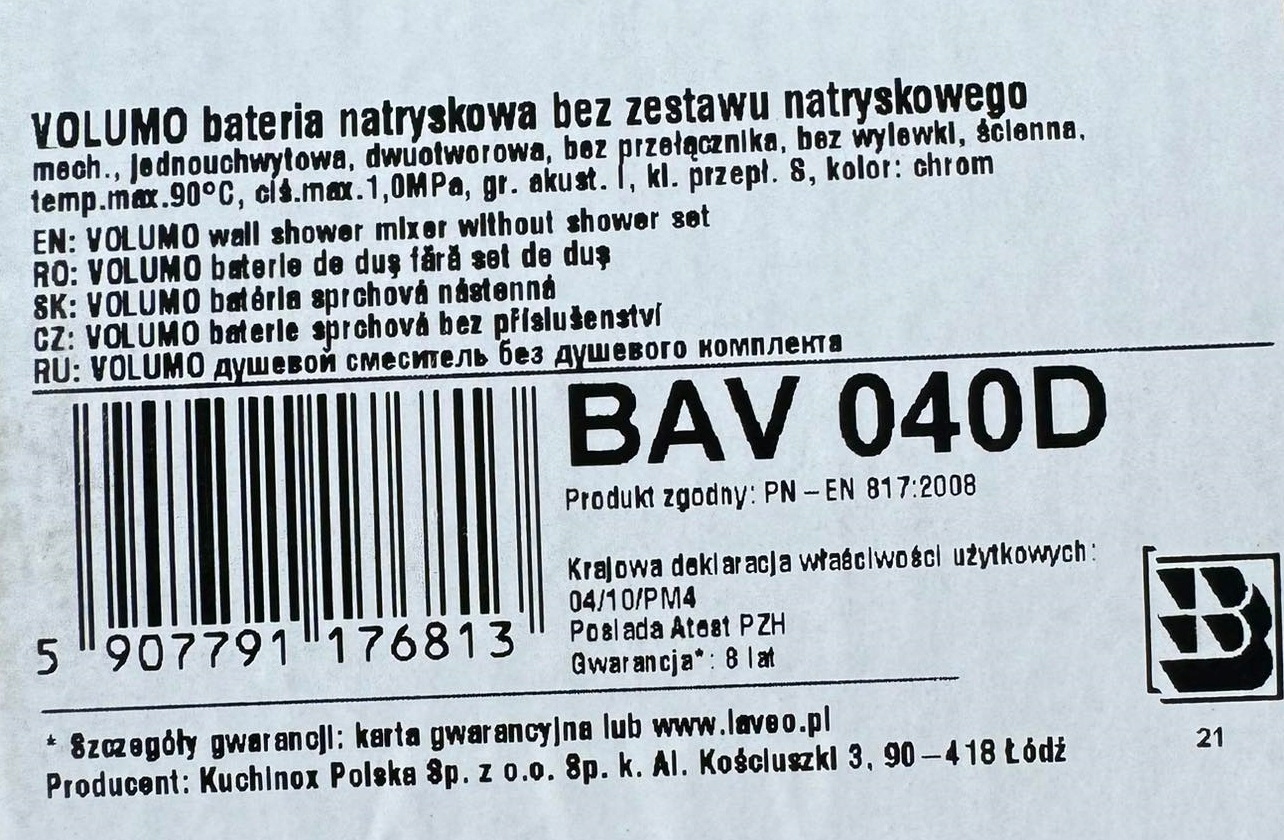 VOLUMO bateria natryskowa bez zestawu natryskowego
mech., jednouchwytowa, dwuotworowa, bez przełącznika, bez wylewki, ścienna,
temp.max.90°C, ciś.max.1,0MPa, gr. akust. I, kl. przepł. S, kolor: chrom
EN: VOLUMO wall shower mixer without shower set
RO: VOLUMO baterie de duş fără set de duş
SK: VOLUMO batéria sprchová nástenná
CZ: VOLUMO baterie sprchová bez příslušenství
RU: VOLUMO душевой смеситель без душевого комплекта
BAV 040D
Produkt zgodny: PN-EN 817:2008
Krajowa deklaracja właściwości użytkowych:
04/10/PM4
Posiada Atest PZH
Gwarancja*: 8 lat
5 907791 176813
B
21
* Szczegóły gwarancji: karta gwarancyjna lub www.laveo.pl
Producent: KuchInox Polska Sp. z o.o. Sp. k. Al. Kościuszki 3, 90-418 Łódź